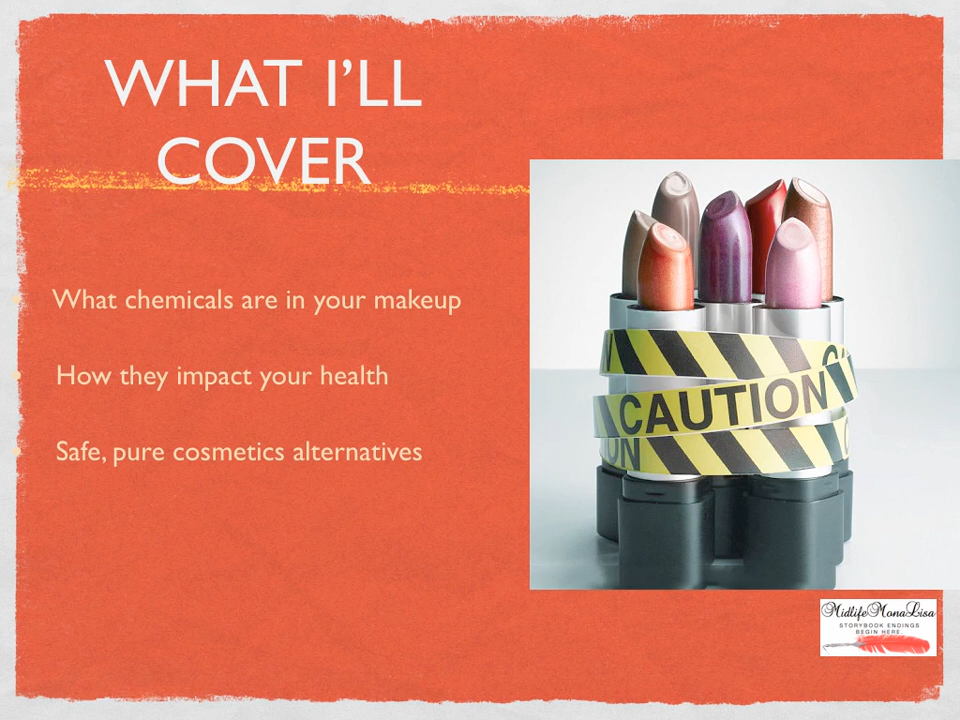 WHAT I’LL
COVER
What chemicals are in your makeup
How they impact your health
Safe, pure cosmetics alternatives
CAUTION
ON
MidlifeMonaLisa
STORYBOOK ENDINGS
BEGIN HERE.